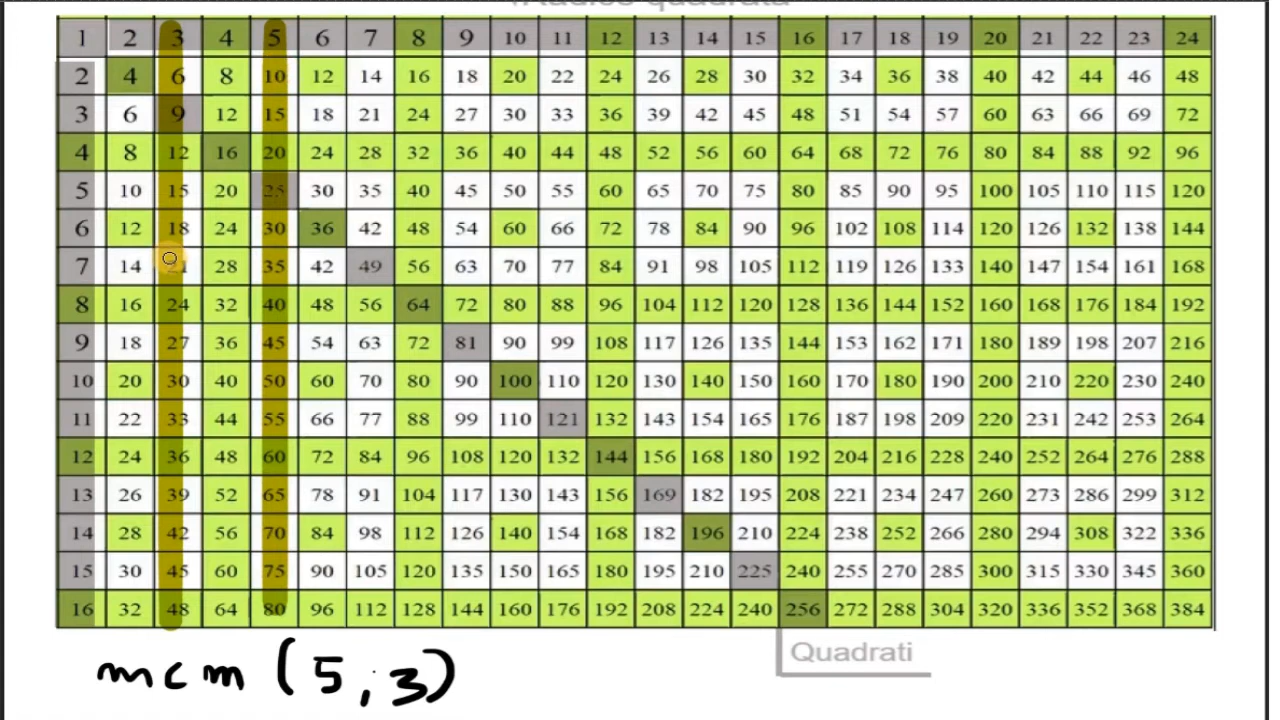 1 2 3 4 5 6 7 8 9 10 11 12 13 14 15 16 17 18 19 20 21 22 23 24
2 4 6 8 10 12 14 16 18 20 22 24 26 28 30 32 34 36 38 40 42 44 46 48
3 6 9 12 15 18 21 24 27 30 33 36 39 42 45 48 51 54 57 60 63 66 69 72
4 8 12 16 20 24 28 32 36 40 44 48 52 56 60 64 68 72 76 80 84 88 92 96
5 10 15 20 25 30 35 40 45 50 55 60 65 70 75 80 85 90 95 100 105 110 115 120
6 12 18 24 30 36 42 48 54 60 66 72 78 84 90 96 102 108 114 120 126 132 138 144
7 14 21 28 35 42 49 56 63 70 77 84 91 98 105 112 119 126 133 140 147 154 161 168
8 16 24 32 40 48 56 64 72 80 88 96 104 112 120 128 136 144 152 160 168 176 184 192
9 18 27 36 45 54 63 72 81 90 99 108 117 126 135 144 153 162 171 180 189 198 207 216
10 20 30 40 50 60 70 80 90 100 110 120 130 140 150 160 170 180 190 200 210 220 230 240
11 22 33 44 55 66 77 88 99 110 121 132 143 154 165 176 187 198 209 220 231 242 253 264
12 24 36 48 60 72 84 96 108 120 132 144 156 168 180 192 204 216 228 240 252 264 276 288
13 26 39 52 65 78 91 104 117 130 143 156 169 182 195 208 221 234 247 260 273 286 299 312
14 28 42 56 70 84 98 112 126 140 154 168 182 196 210 224 238 252 266 280 294 308 322 336
15 30 45 60 75 90 105 120 135 150 165 180 195 210 225 240 255 270 285 300 315 330 345 360
16 32 48 64 80 96 112 128 144 160 176 192 208 224 240 256 272 288 304 320 336 352 368 384
Quadrati
mcm (5,3)